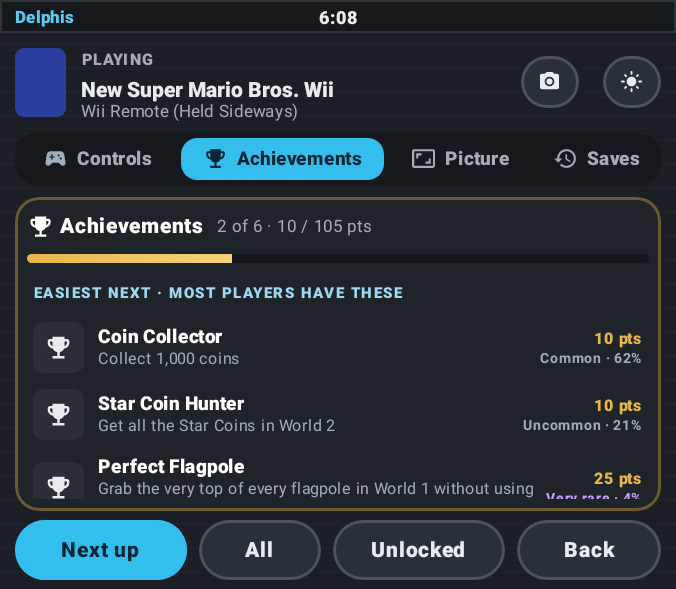 Delphis
6:08
PLAYING
New Super Mario Bros. Wii
Wii Remote (Held Sideways)
Controls
Achievements
Picture
Saves
Achievements 2 of 6 · 10 / 105 pts
EASIEST NEXT · MOST PLAYERS HAVE THESE
Coin Collector
Collect 1,000 coins
10 pts
Common · 62%
Star Coin Hunter
Get all the Star Coins in World 2
10 pts
Uncommon · 21%
Perfect Flagpole
Grab the very top of every flagpole in World 1 without using
25 pts
Very rare · 4%
Next up
All
Unlocked
Back